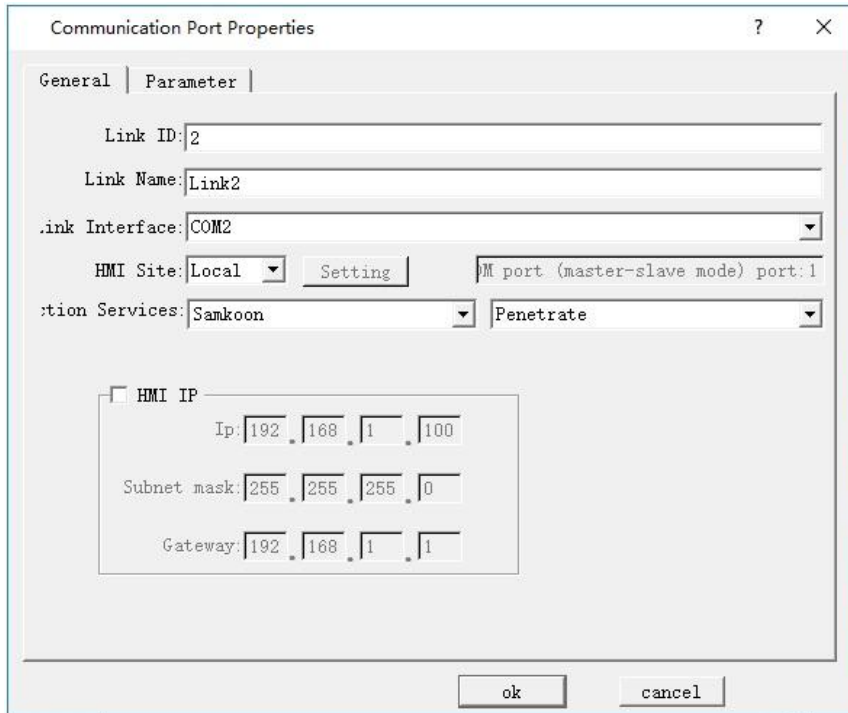 Communication Port Properties ? ×
General Parameter
Link ID: 2
Link Name: Link2
ink Interface: COM2
HMI Site: Local Setting M port (master-slave mode) port:1
tion Services: Samkoon Penetrate
HMI IP
Ip: 192 . 168 . 1 . 100
Subnet mask: 255 . 255 . 255 . 0
Gateway: 192 . 168 . 1 . 1
ok cancel